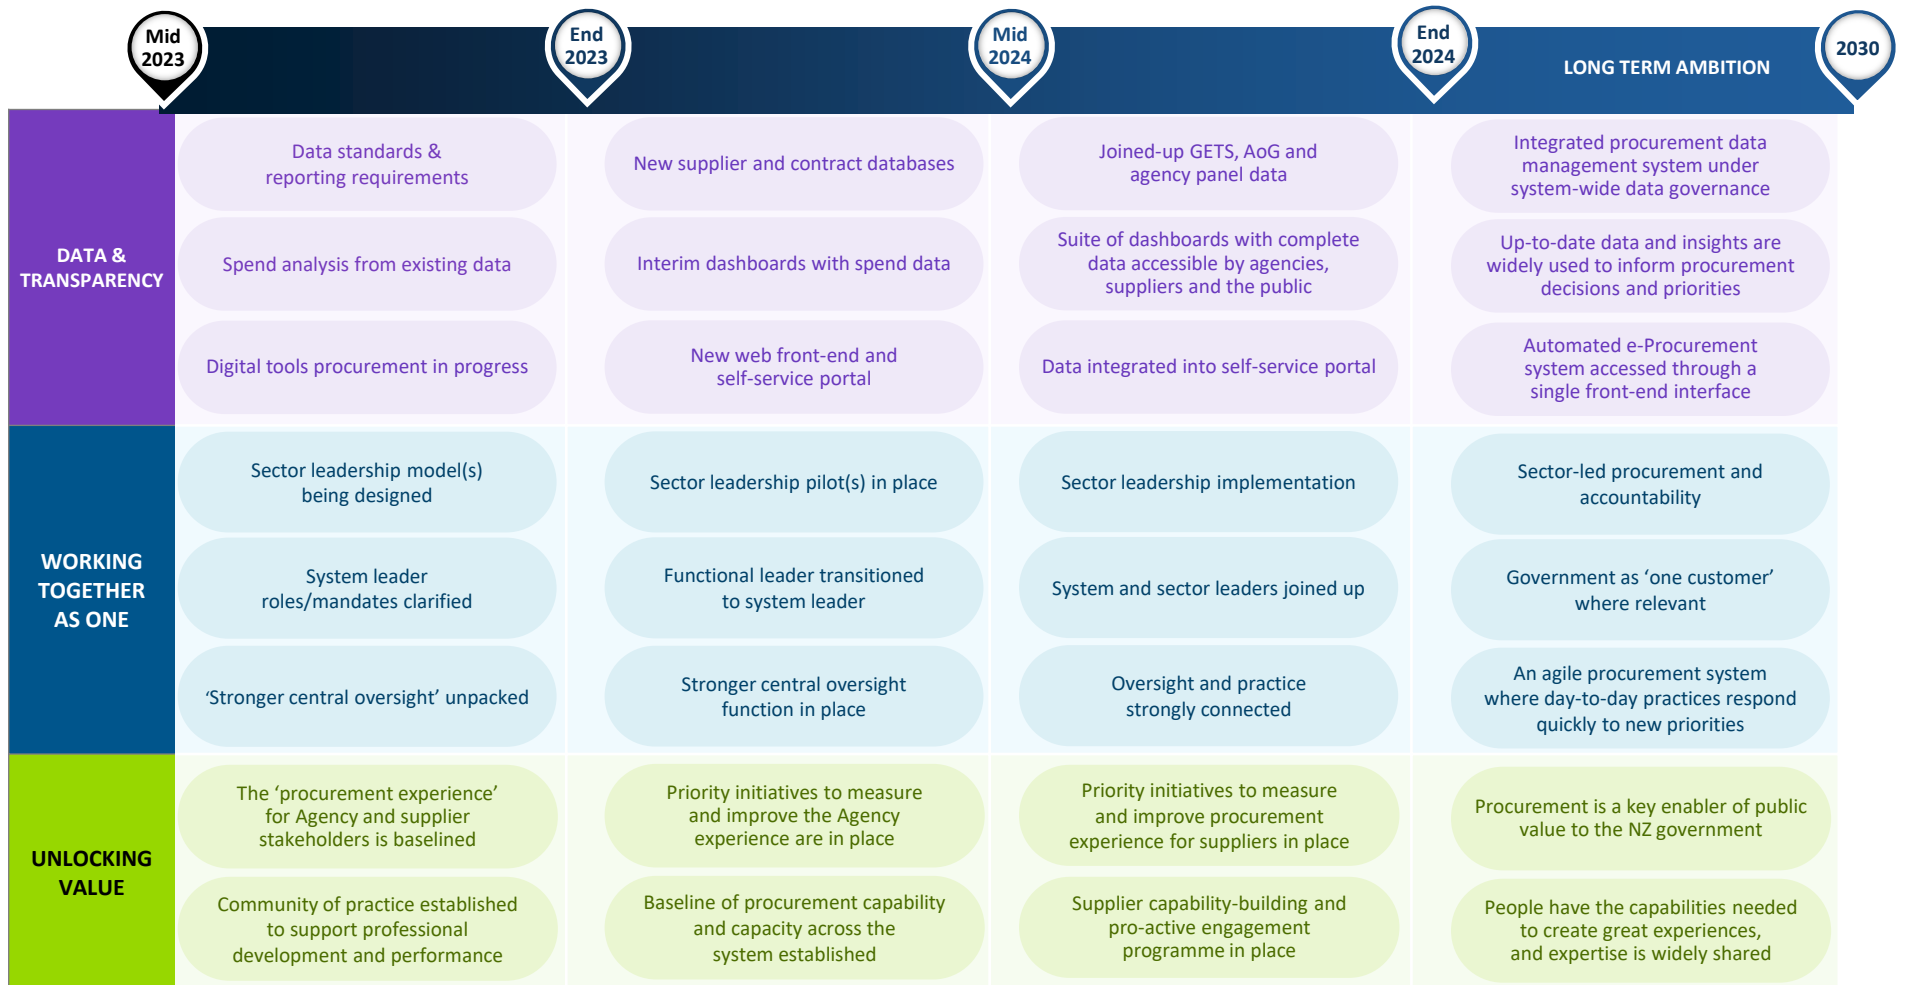 Mid
2023
End
2023
Mid
2024
End
2024
LONG TERM AMBITION
2030
DATA &
TRANSPARENCY
Data standards &
reporting requirements
New supplier and contract databases
Joined-up GETS, AoG and
agency panel data
Integrated procurement data
management system under
system-wide data governance
Spend analysis from existing data
Interim dashboards with spend data
Suite of dashboards with complete
data accessible by agencies,
suppliers and the public
Up-to-date data and insights are
widely used to inform procurement
decisions and priorities
Digital tools procurement in progress
New web front-end and
self-service portal
Data integrated into self-service portal
Automated e-Procurement
system accessed through a
single front-end interface
WORKING
TOGETHER
AS ONE
Sector leadership model(s)
being designed
Sector leadership pilot(s) in place
Sector leadership implementation
Sector-led procurement and
accountability
System leader
roles/mandates clarified
Functional leader transitioned
to system leader
System and sector leaders joined up
Government as ‘one customer’
where relevant
‘Stronger central oversight’ unpacked
Stronger central oversight
function in place
Oversight and practice
strongly connected
An agile procurement system
where day-to-day practices respond
quickly to new priorities
UNLOCKING
VALUE
The ‘procurement experience’
for Agency and supplier
stakeholders is baselined
Priority initiatives to measure
and improve the Agency
experience are in place
Priority initiatives to measure
and improve procurement
experience for suppliers in place
Procurement is a key enabler of public
value to the NZ government
Community of practice established
to support professional
development and performance
Baseline of procurement capability
and capacity across the
system established
Supplier capability-building and
pro-active engagement
programme in place
People have the capabilities needed
to create great experiences,
and expertise is widely shared